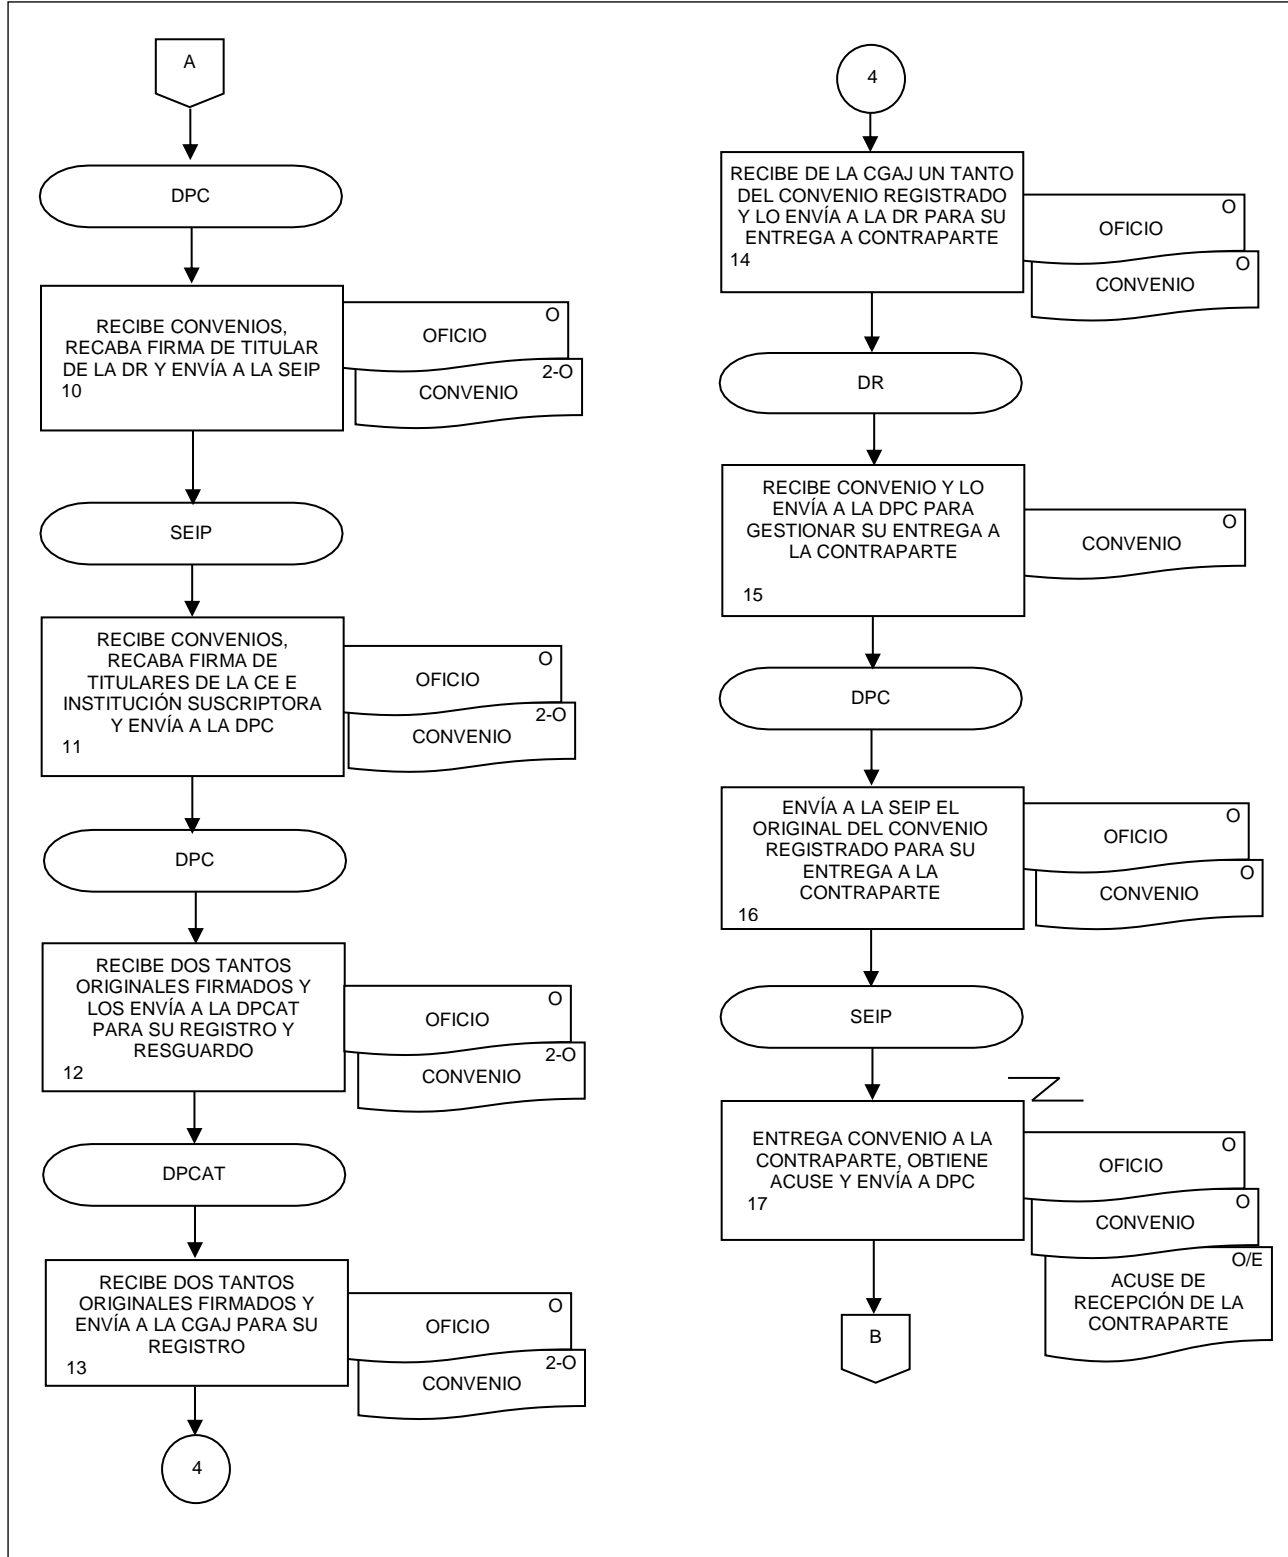 A
DPC
RECIBE CONVENIOS,
RECABA FIRMA DE TITULAR
DE LA DR Y ENVÍA A LA SEIP
10
O
OFICIO
2-O
CONVENIO
SEIP
RECIBE CONVENIOS,
RECABA FIRMA DE
TITULARES DE LA CE E
INSTITUCIÓN SUSCRIPTORA
Y ENVÍA A LA DPC
11
O
OFICIO
2-O
CONVENIO
DPC
RECIBE DOS TANTOS
ORIGINALES FIRMADOS Y
LOS ENVÍA A LA DPCAT
PARA SU REGISTRO Y
RESGUARDO
12
O
OFICIO
2-O
CONVENIO
DPCAT
RECIBE DOS TANTOS
ORIGINALES FIRMADOS Y
ENVÍA A LA CGAJ PARA SU
REGISTRO
13
O
OFICIO
2-O
CONVENIO
4
4
RECIBE DE LA CGAJ UN TANTO
DEL CONVENIO REGISTRADO
Y LO ENVÍA A LA DR PARA SU
ENTREGA A CONTRAPARTE
14
O
OFICIO
O
CONVENIO
DR
RECIBE CONVENIO Y LO
ENVÍA A LA DPC PARA
GESTIONAR SU ENTREGA A
LA CONTRAPARTE
15
O
CONVENIO
DPC
ENVÍA A LA SEIP EL
ORIGINAL DEL CONVENIO
REGISTRADO PARA SU
ENTREGA A LA
CONTRAPARTE
16
O
OFICIO
O
CONVENIO
SEIP
ENTREGA CONVENIO A LA
CONTRAPARTE, OBTIENE
ACUSE Y ENVÍA A DPC
17
O
OFICIO
O
CONVENIO
O/E
ACUSE DE
RECEPCIÓN DE LA
CONTRAPARTE
B